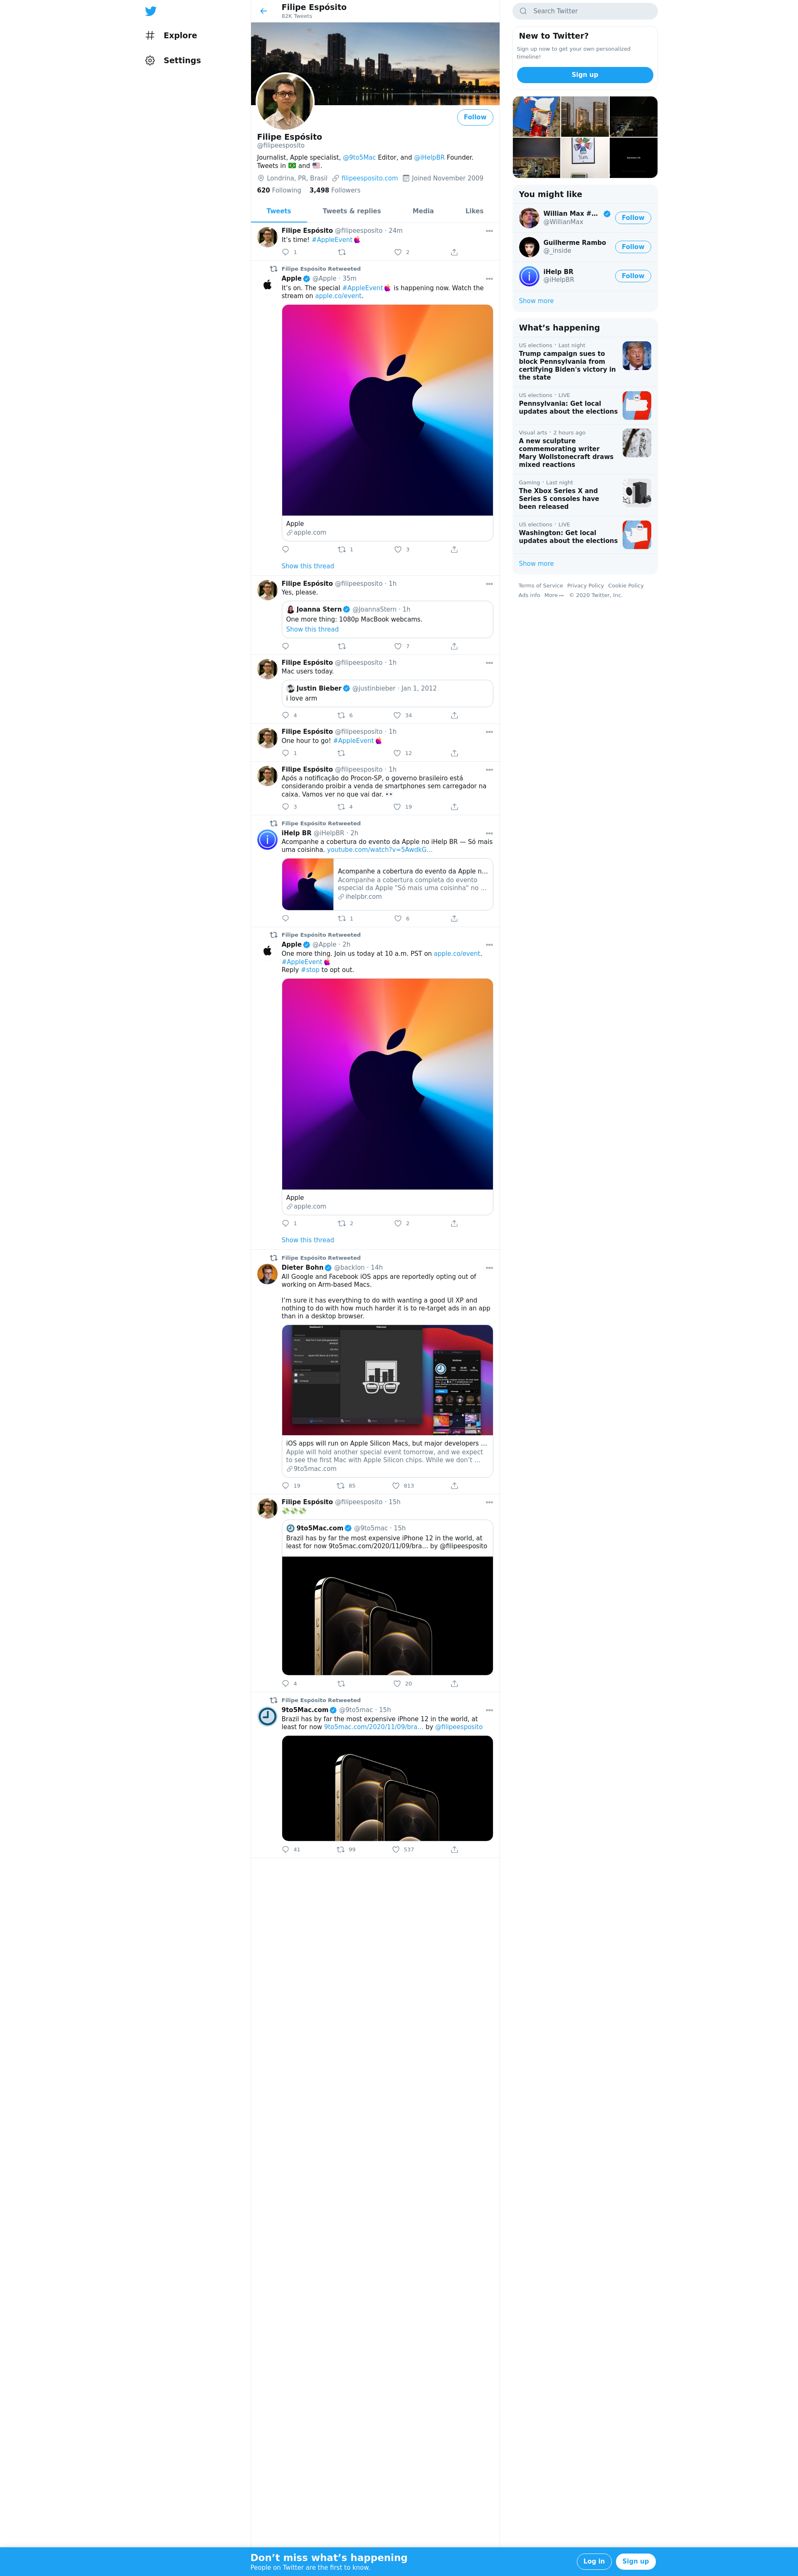 Explore
Settings
Filipe Espósito
82K Tweets
Follow
Filipe Espósito
@filipeesposito
Journalist, Apple specialist, @9to5Mac Editor, and @iHelpBR Founder.
Tweets in 🇧🇷 and 🇺🇸.
Londrina, PR, Brasil filipeesposito.com Joined November 2009
620 Following 3,498 Followers
Tweets Tweets & replies Media Likes
Filipe Espósito @filipeesposito · 24m
It's time! #AppleEvent
1 2
Filipe Espósito Retweeted
Apple @Apple · 35m
It's on. The special #AppleEvent is happening now. Watch the
stream on apple.co/event.
Apple
apple.com
1 3
Show this thread
Filipe Espósito @filipeesposito · 1h
Yes, please.
Joanna Stern @JoannaStern · 1h
One more thing: 1080p MacBook webcams.
Show this thread
7
Filipe Espósito @filipeesposito · 1h
Mac users today.
Justin Bieber @justinbieber · Jan 1, 2012
i love arm
4 6 34
Filipe Espósito @filipeesposito · 1h
One hour to go! #AppleEvent
1 12
Filipe Espósito @filipeesposito · 1h
Após a notificação do Procon-SP, o governo brasileiro está
considerando proibir a venda de smartphones sem carregador na
caixa. Vamos ver no que vai dar. 👀
3 4 19
Filipe Espósito Retweeted
iHelp BR @iHelpBR · 2h
Acompanhe a cobertura do evento da Apple no iHelp BR — Só mais
uma coisinha. youtube.com/watch?v=5AwdkG…
Acompanhe a cobertura do evento da Apple n…
Acompanhe a cobertura completa do evento
especial da Apple "Só mais uma coisinha" no …
ihelpbr.com
1 6
Filipe Espósito Retweeted
Apple @Apple · 2h
One more thing. Join us today at 10 a.m. PST on apple.co/event.
#AppleEvent
Reply #stop to opt out.
Apple
apple.com
1 2 2
Show this thread
Filipe Espósito Retweeted
Dieter Bohn @backlon · 14h
All Google and Facebook iOS apps are reportedly opting out of
working on Arm-based Macs.
I'm sure it has everything to do with wanting a good UI XP and
nothing to do with how much harder it is to re-target ads in an app
than in a desktop browser.
iOS apps will run on Apple Silicon Macs, but major developers …
Apple will hold another special event tomorrow, and we expect
to see the first Mac with Apple Silicon chips. While we don't …
9to5mac.com
19 85 813
Filipe Espósito @filipeesposito · 15h
💸💸💸
9to5Mac.com @9to5mac · 15h
Brazil has by far the most expensive iPhone 12 in the world, at
least for now 9to5mac.com/2020/11/09/bra… by @filipeesposito
4 20
Filipe Espósito Retweeted
9to5Mac.com @9to5mac · 15h
Brazil has by far the most expensive iPhone 12 in the world, at
least for now 9to5mac.com/2020/11/09/bra… by @filipeesposito
41 99 537
Search Twitter
New to Twitter?
Sign up now to get your own personalized
timeline!
Sign up
You might like
Willian Max #…
@WillianMax
Follow
Guilherme Rambo
@_inside
Follow
iHelp BR
@iHelpBR
Follow
Show more
What's happening
US elections · Last night
Trump campaign sues to
block Pennsylvania from
certifying Biden's victory in
the state
US elections · LIVE
Pennsylvania: Get local
updates about the elections
Visual arts · 2 hours ago
A new sculpture
commemorating writer
Mary Wollstonecraft draws
mixed reactions
Gaming · Last night
The Xbox Series X and
Series S consoles have
been released
US elections · LIVE
Washington: Get local
updates about the elections
Show more
Terms of Service Privacy Policy Cookie Policy
Ads info More © 2020 Twitter, Inc.
Don't miss what's happening
People on Twitter are the first to know.
Log in
Sign up